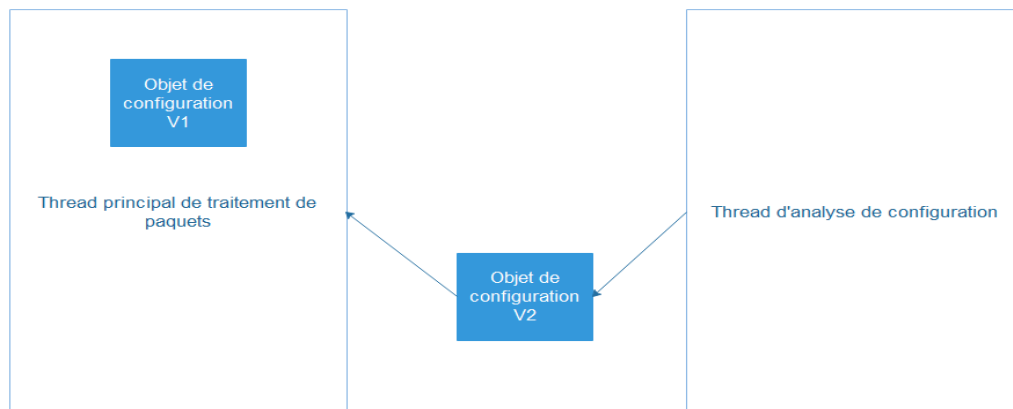 Objet de
configuration
V1
Thread principal de traitement de
paquets
Objet de
configuration
V2
Thread d'analyse de configuration